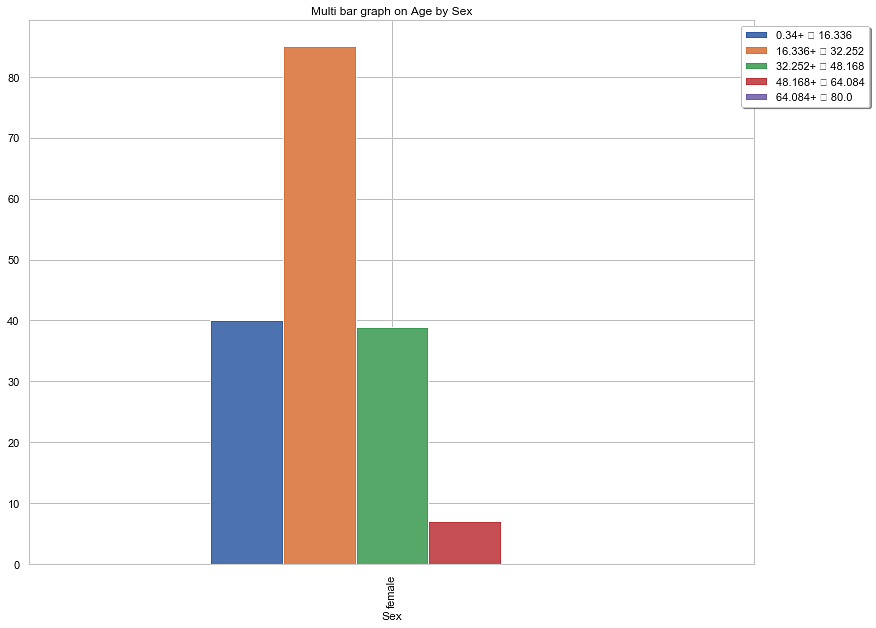 Multi bar graph on Age by Sex
0.34+ ▯ 16.336
16.336+ ▯ 32.252
32.252+ ▯ 48.168
48.168+ ▯ 64.084
64.084+ ▯ 80.0
80
70
60
50
40
30
20
10
0
female
Sex